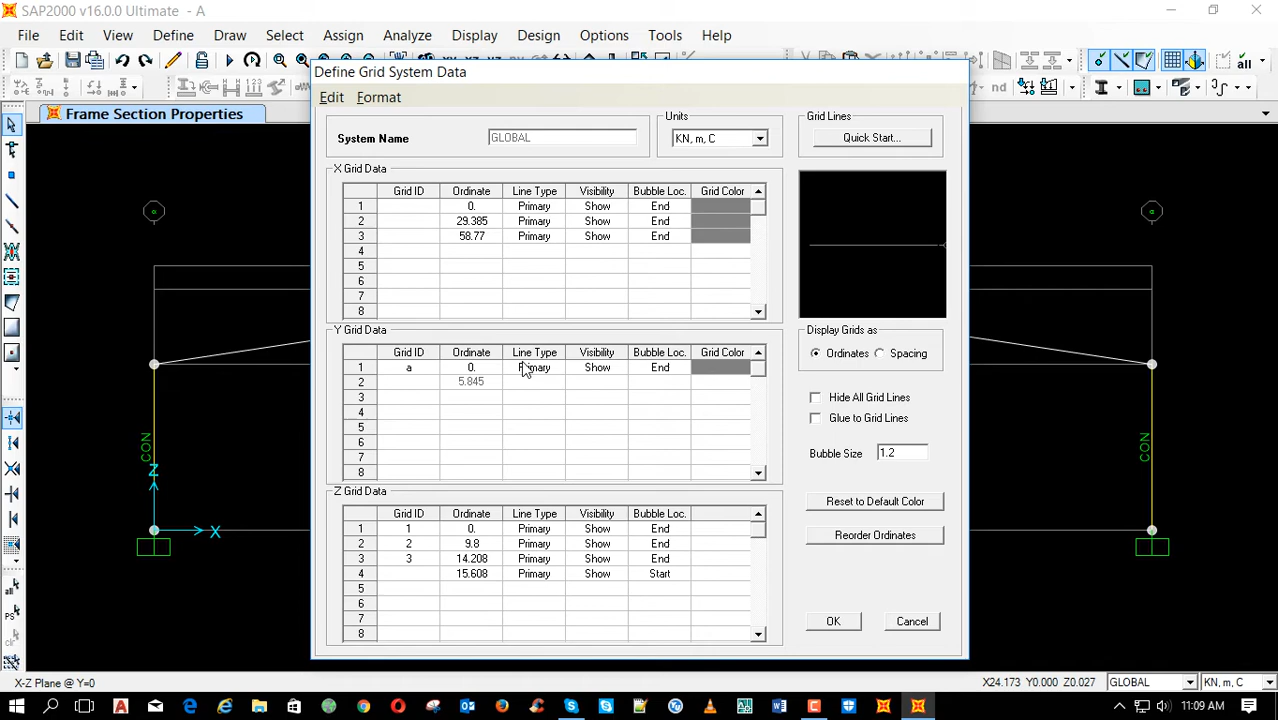 SAP2000 v16.0.0 Ultimate - A
File Edit View Define Draw Select Assign Analyze Display Design Options Tools Help
Define Grid System Data
nd
all
Frame Section Properties
Edit Format
System Name GLOBAL
Units
KN, m, C
Grid Lines
Quick Start...
X Grid Data
Grid ID Ordinate Line Type Visibility Bubble Loc. Grid Color
1 0. Primary Show End
2 29.385 Primary Show End
3 58.77 Primary Show End
4
5
6
7
8
Y Grid Data
Grid ID Ordinate Line Type Visibility Bubble Loc. Grid Color
1 a 0. Primary Show End
2 5.845
3
4
5
6
7
8
Z Grid Data
Grid ID Ordinate Line Type Visibility Bubble Loc.
1 1 0. Primary Show End
2 2 9.8 Primary Show End
3 3 14.208 Primary Show End
4 15.608 Primary Show Start
5
6
7
8
Display Grids as
Ordinates Spacing
Hide All Grid Lines
Glue to Grid Lines
Bubble Size 1.2
Reset to Default Color
Reorder Ordinates
OK Cancel
CON
CON
Z
X
all
PS
clr
X-Z Plane @ Y=0
X24.173 Y0.000 Z0.027
GLOBAL
KN, m, C
11:09 AM